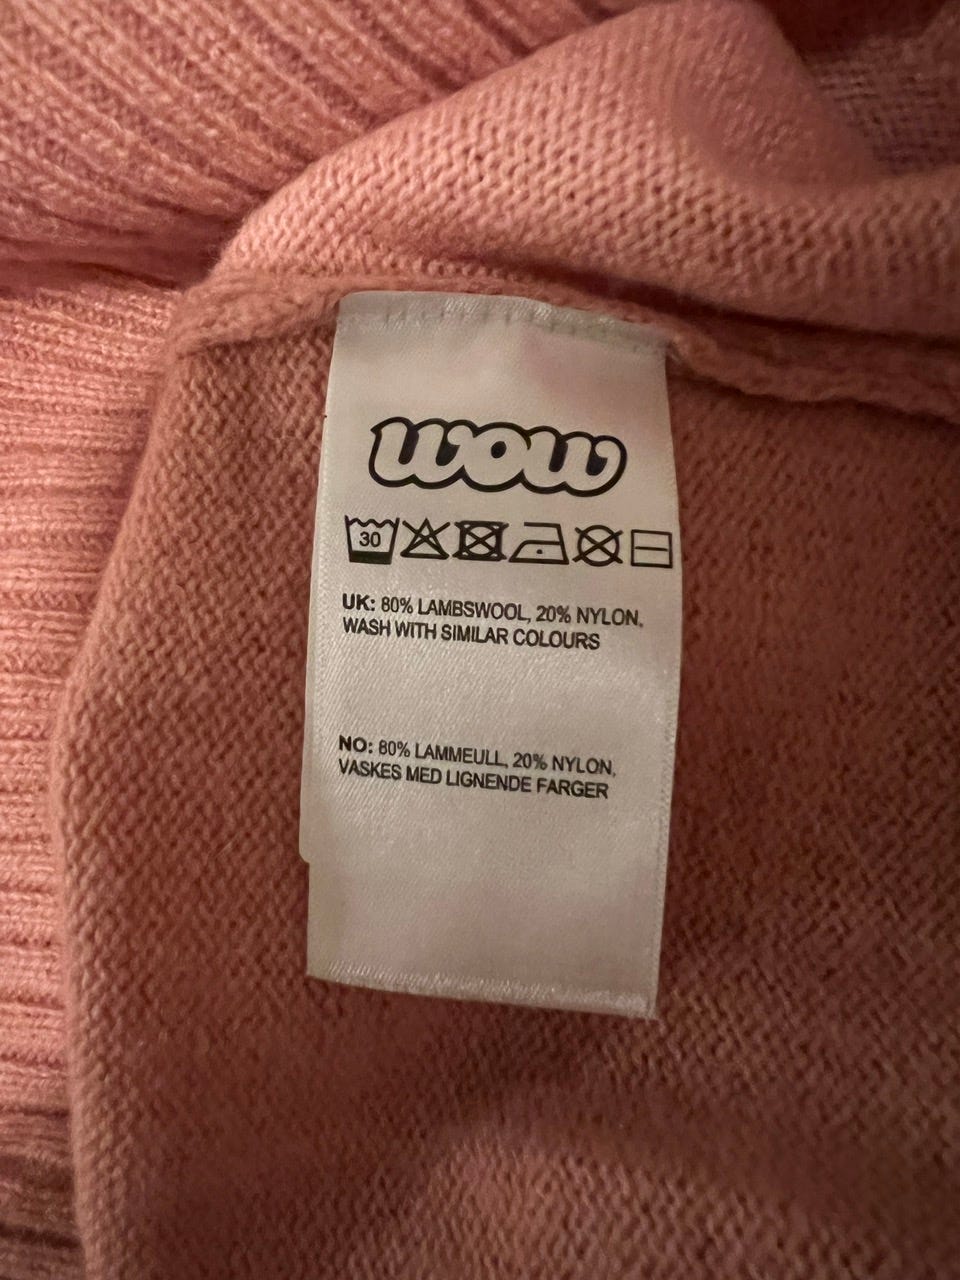 wow
30
UK: 80% LAMBSWOOL, 20% NYLON,
WASH WITH SIMILAR COLOURS
NO: 80% LAMMEULL, 20% NYLON,
VASKES MED LIGNENDE FARGER